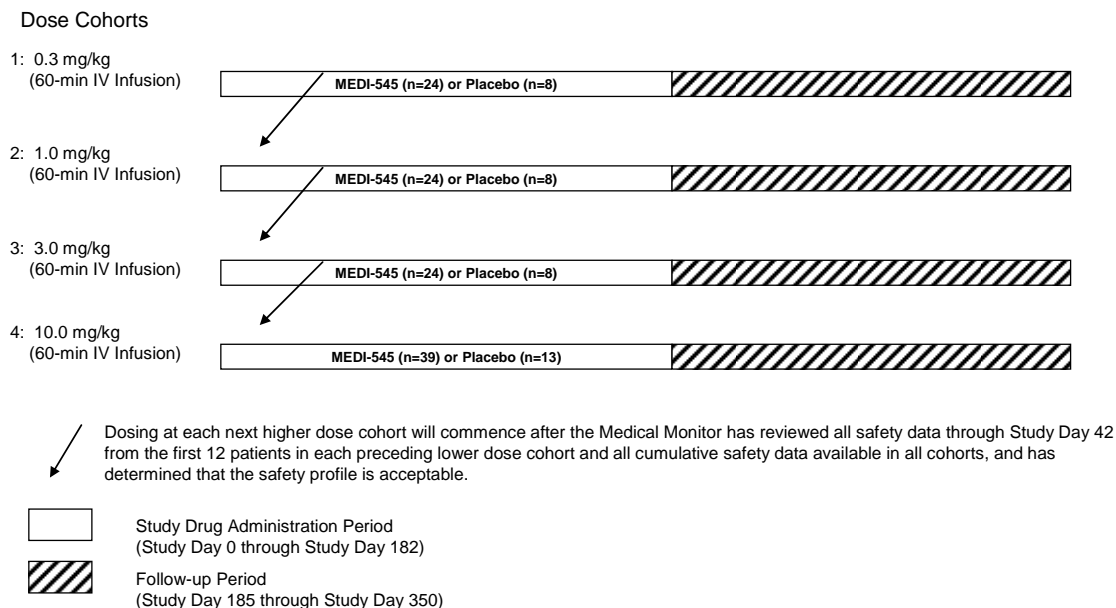 Dose Cohorts
1: 0.3 mg/kg
(60-min IV Infusion)
MEDI-545 (n=24) or Placebo (n=8)
2: 1.0 mg/kg
(60-min IV Infusion)
MEDI-545 (n=24) or Placebo (n=8)
3: 3.0 mg/kg
(60-min IV Infusion)
MEDI-545 (n=24) or Placebo (n=8)
4: 10.0 mg/kg
(60-min IV Infusion)
MEDI-545 (n=39) or Placebo (n=13)
Dosing at each next higher dose cohort will commence after the Medical Monitor has reviewed all safety data through Study Day 42
from the first 12 patients in each preceding lower dose cohort and all cumulative safety data available in all cohorts, and has
determined that the safety profile is acceptable.
Study Drug Administration Period
(Study Day 0 through Study Day 182)
Follow-up Period
(Study Day 185 through Study Day 350)